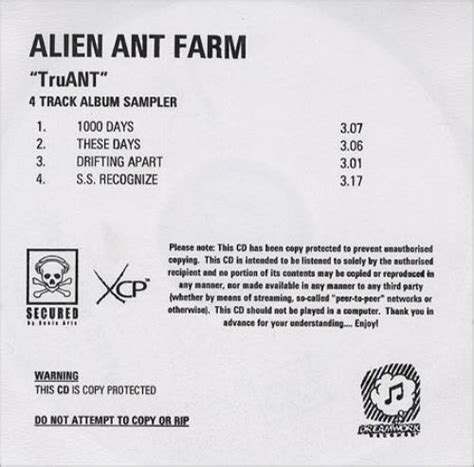 ALIEN ANT FARM
“TruANT”
4 TRACK ALBUM SAMPLER
1. 1000 DAYS 3.07
2. THESE DAYS 3.06
3. DRIFTING APART 3.01
4. S.S. RECOGNIZE 3.17
Please note: This CD has been copy protected to prevent unauthorised
copying. This CD is intended to be listened to solely by the authorised
recipient and no portion of its contents may be copied or reproduced in
any manner, nor made available in any manner to any third party
(whether by means of streaming, so-called "peer-to-peer" networks or
otherwise). This CD should not be played in a computer. Thank you in
advance for your understanding.... Enjoy!
SECURED
by Sonic Arts
XCP™
WARNING
THIS CD IS COPY PROTECTED
DO NOT ATTEMPT TO COPY OR RIP
DREAMWORK
RECORDS